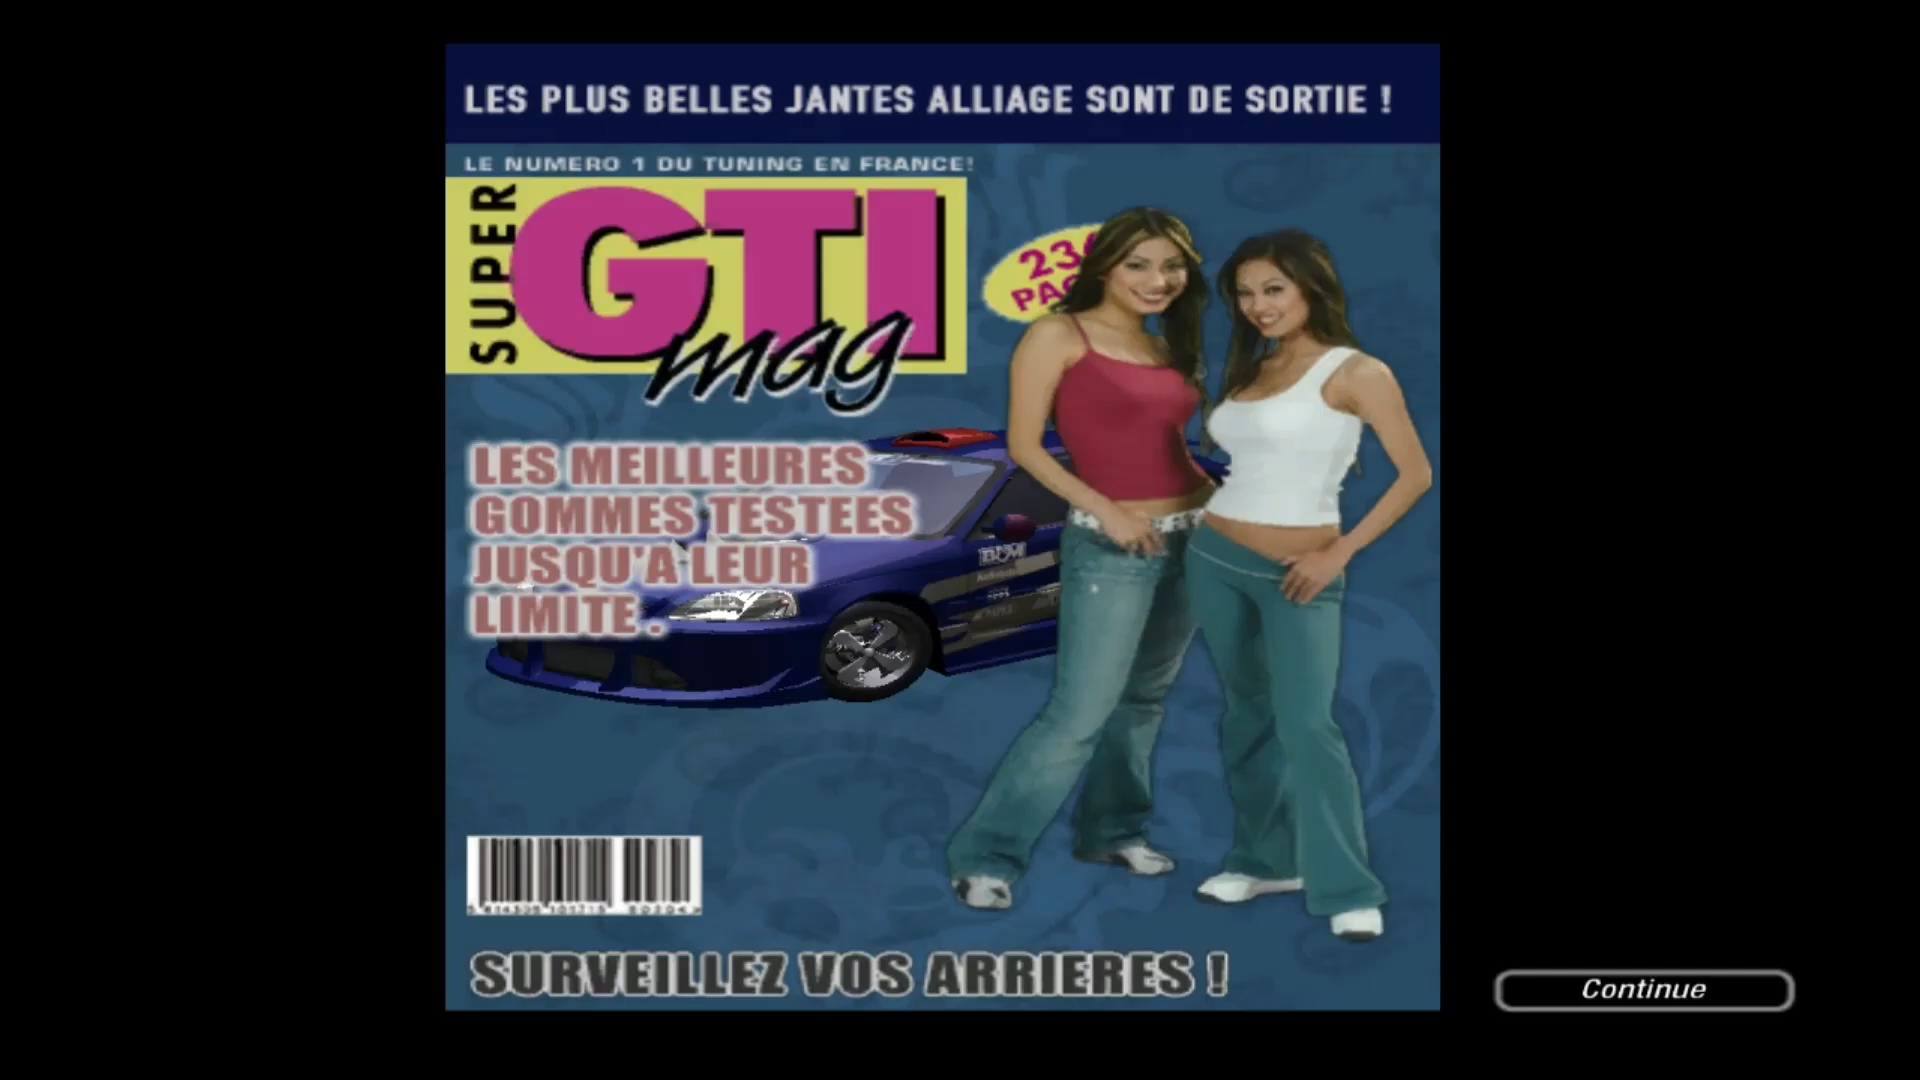 LES PLUS BELLES JANTES ALLIAGE SONT DE SORTIE !
LE NUMERO 1 DU TUNING EN FRANCE!
SUPER
GTI
mag
LES MEILLEURES
GOMMES TESTEES
JUSQU'A LEUR
LIMITE .
SURVEILLEZ VOS ARRIERES !
Continue